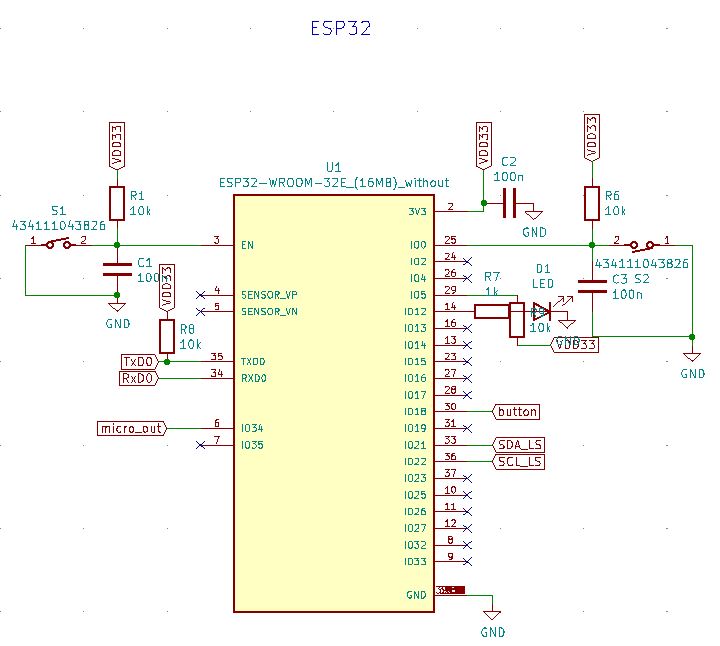 ESP32
VDD33
VDD33
VDD33
C2
100n
U1
ESP32-WROOM-32E_(16MB)_without
R1
10k
R6
10k
S1
434111043826
3V3
2
GND
1
2
3
EN
IO0
25
2
1
IO2
24
C1
VDD33
434111043826
S2
IO4
26
R7
1k
D1
LED
C3
100n
4
SENSOR_VP
IO5
29
5
SENSOR_VN
IO12
14
GND
R8
10k
IO13
16
10k
IO14
13
VDD33
TxD0
35
TXD0
IO15
23
GND
RxD0
34
RXD0
IO16
27
IO17
28
IO18
30
button
micro_out
6
IO34
IO19
31
7
IO35
IO21
33
SDA_LS
IO22
36
SCL_LS
IO23
37
IO25
10
IO26
11
IO27
12
IO32
8
IO33
9
GND
GND